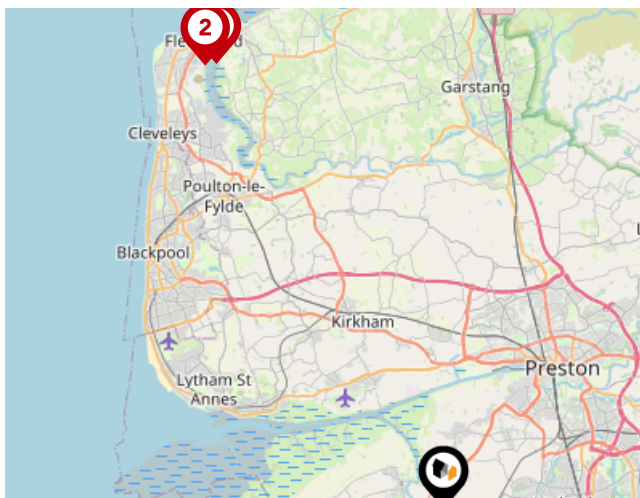 2
Garstang
Cleveleys
Poulton-le-
Fylde
Blackpool
Kirkham
Preston
Lytham St
Annes